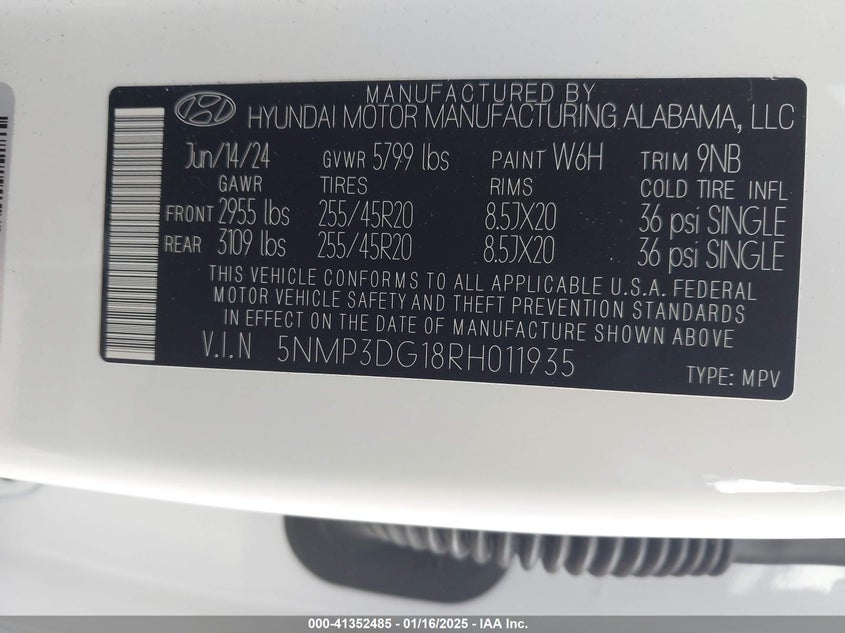 MANUFACTURED BY
HYUNDAI MOTOR MANUFACTURING ALABAMA, LLC
Jun/14/24 GVWR 5799 lbs PAINT W6H TRIM 9NB
GAWR TIRES RIMS COLD TIRE INFL
FRONT 2955 lbs 255/45R20 8.5JX20 36 psi SINGLE
REAR 3109 lbs 255/45R20 8.5JX20 36 psi SINGLE
THIS VEHICLE CONFORMS TO ALL APPLICABLE U.S.A. FEDERAL
MOTOR VEHICLE SAFETY AND THEFT PREVENTION STANDARDS
IN EFFECT ON THE DATE OF MANUFACTURE SHOWN ABOVE
V.I.N 5NMP3DG18RH011935
TYPE: MPV
000-41352485 - 01/16/2025 - IAA Inc.